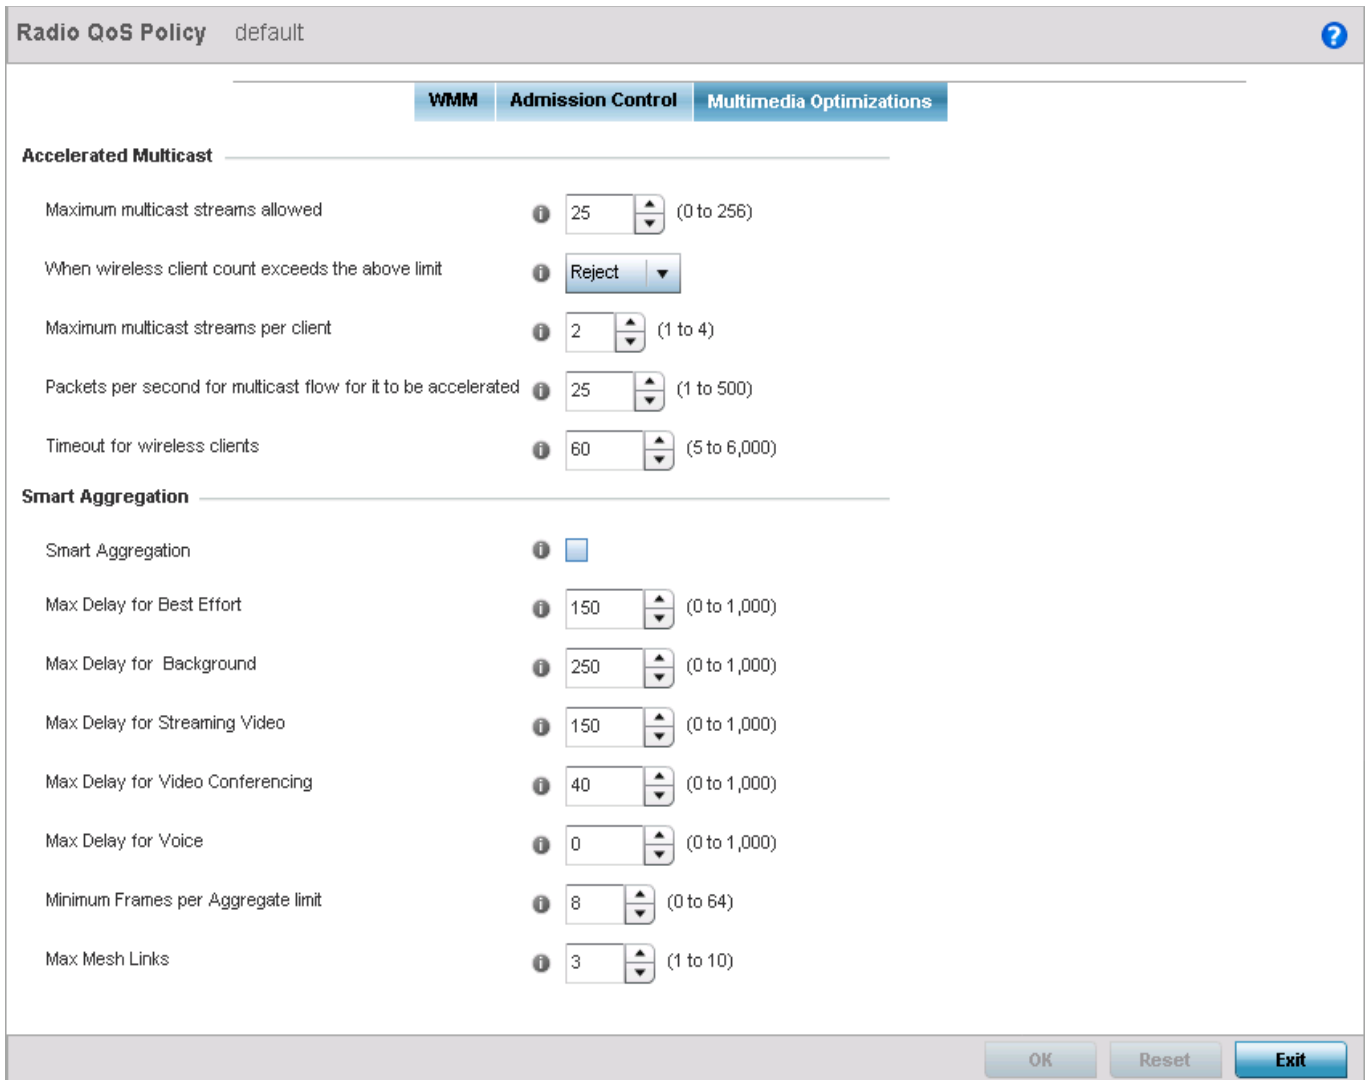 Radio QoS Policy default
WMM Admission Control Multimedia Optimizations
Accelerated Multicast
Maximum multicast streams allowed 25 (0 to 256)
When wireless client count exceeds the above limit Reject
Maximum multicast streams per client 2 (1 to 4)
Packets per second for multicast flow for it to be accelerated 25 (1 to 500)
Timeout for wireless clients 60 (5 to 6,000)
Smart Aggregation
Smart Aggregation
Max Delay for Best Effort 150 (0 to 1,000)
Max Delay for Background 250 (0 to 1,000)
Max Delay for Streaming Video 150 (0 to 1,000)
Max Delay for Video Conferencing 40 (0 to 1,000)
Max Delay for Voice 0 (0 to 1,000)
Minimum Frames per Aggregate limit 8 (0 to 64)
Max Mesh Links 3 (1 to 10)
OK Reset Exit